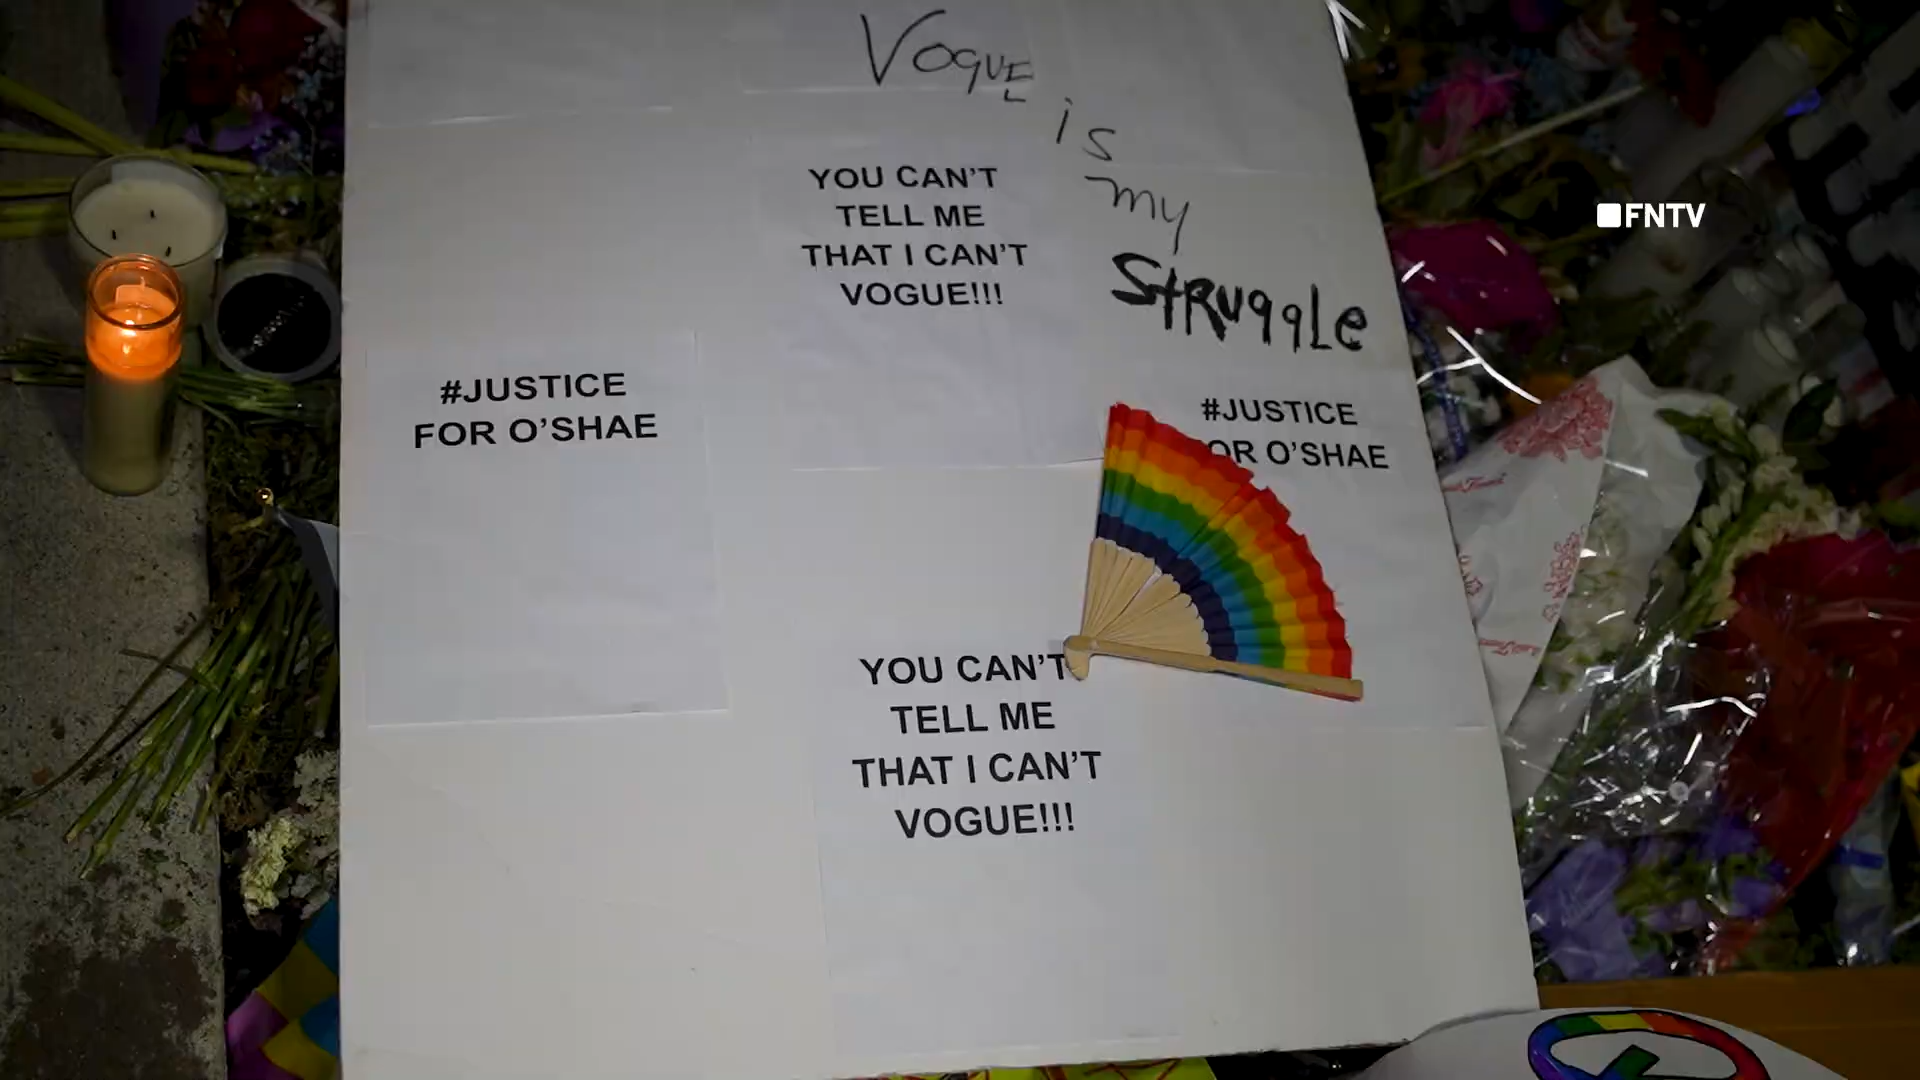 VOGUE
is
my
StRuggLe
YOU CAN'T
TELL ME
THAT I CAN'T
VOGUE!!!
FNTV
#JUSTICE
FOR O'SHAE
#JUSTICE
OR O'SHAE
YOU CAN'T
TELL ME
THAT I CAN'T
VOGUE!!!